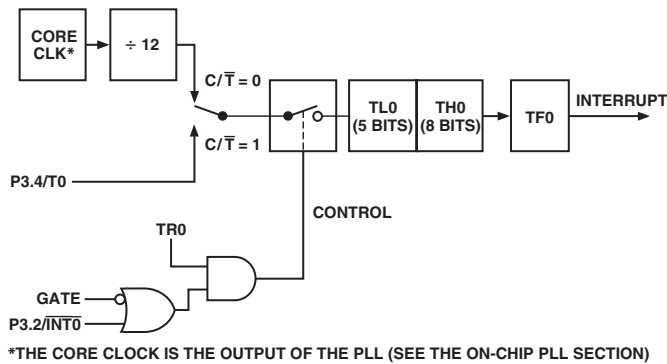 CORE
CLK*
÷ 12
C/T̅ = 0
C/T̅ = 1
P3.4/T0
TL0
(5 BITS)
TH0
(8 BITS)
TF0
INTERRUPT
CONTROL
TR0
GATE
P3.2/I̅N̅T̅0̅
*THE CORE CLOCK IS THE OUTPUT OF THE PLL (SEE THE ON-CHIP PLL SECTION)